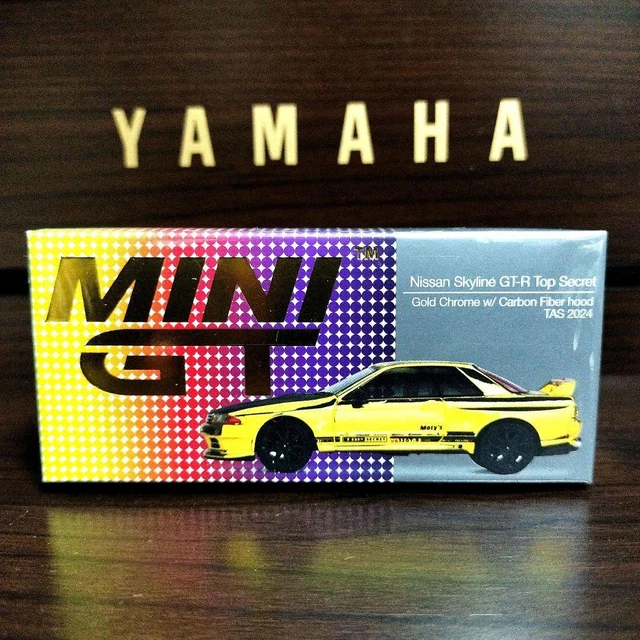 YAMAHA
MINI
GT
TM
Nissan Skyline GT-R Top Secret
Gold Chrome w/ Carbon Fiber hood
TAS 2024